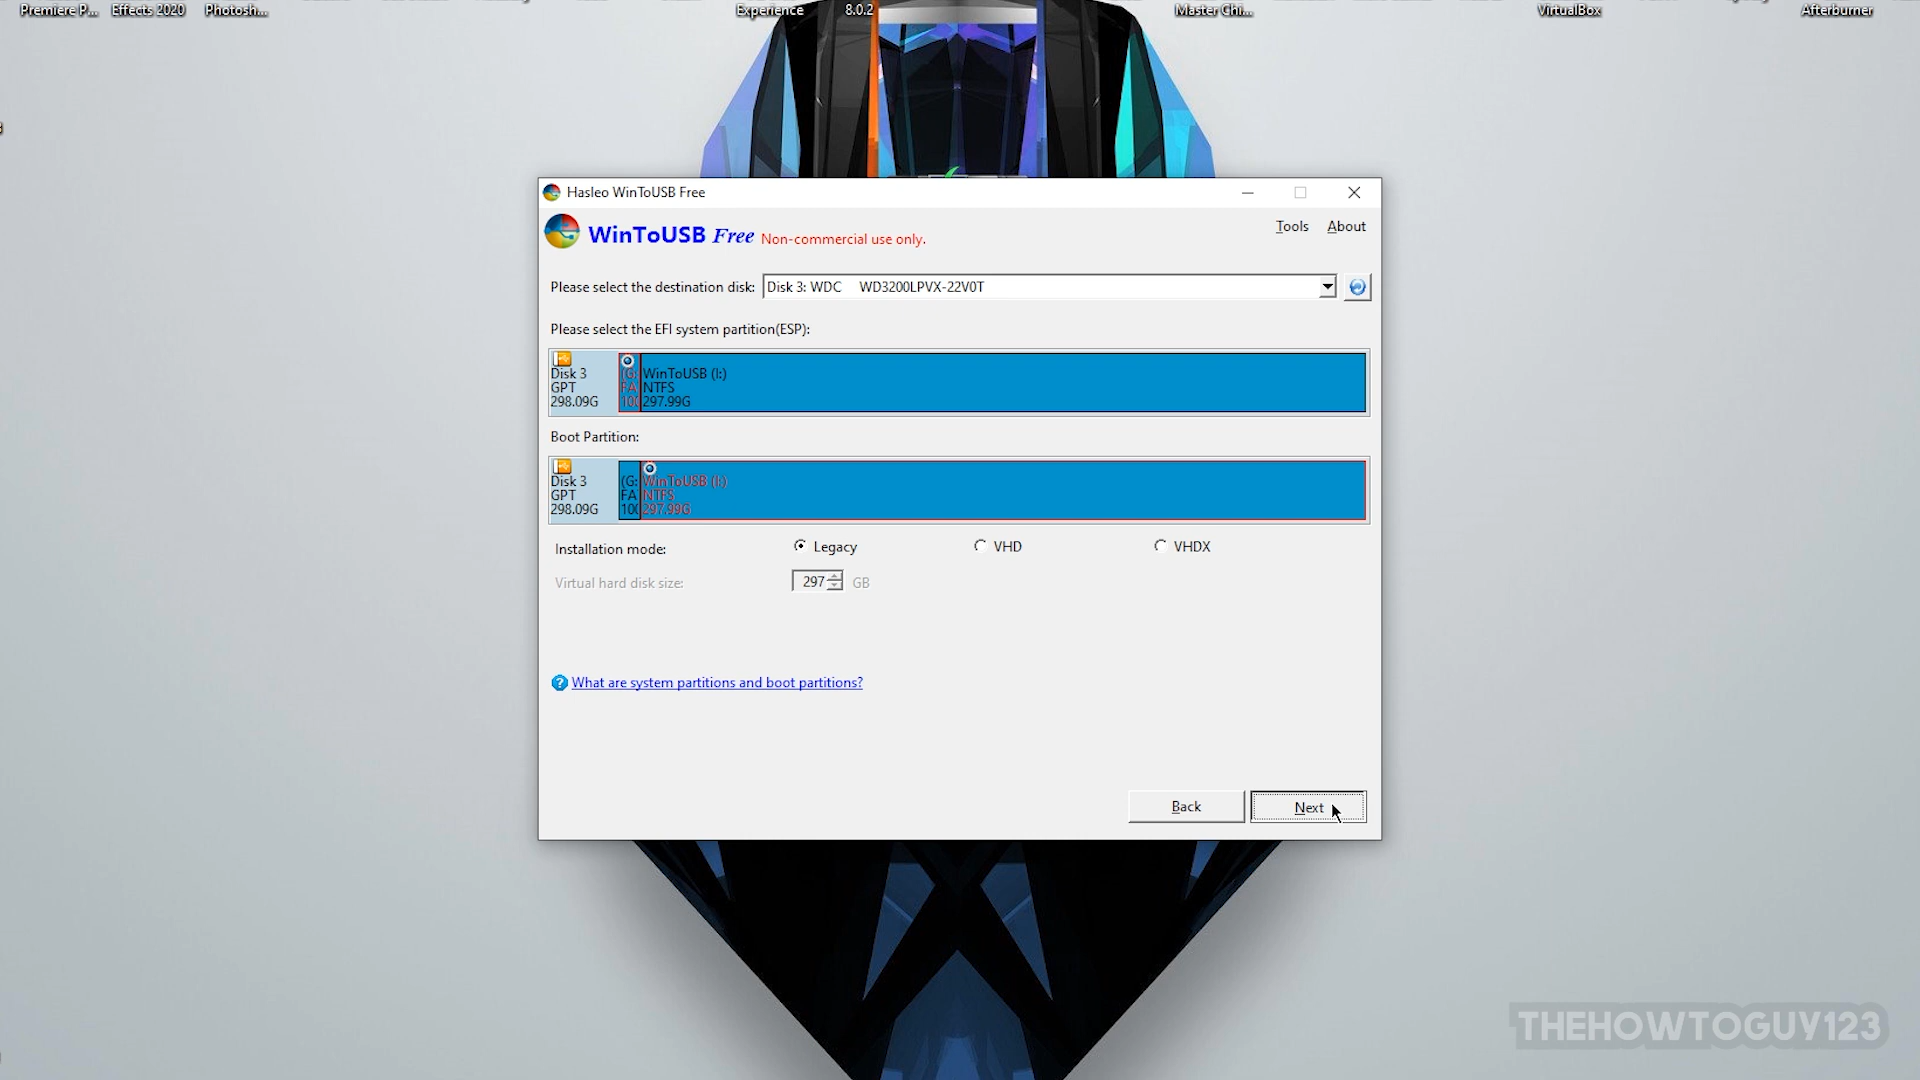 Premiere P... Effects 2020 Photosh... Experience 8.0.2 Master Chi... VirtualBox Afterburner
Hasleo WinToUSB Free
WinToUSB Free Non-commercial use only.
Tools About
Please select the destination disk: Disk 3: WDC WD3200LPVX-22V0T
Please select the EFI system partition(ESP):
Disk 3 (G: WinToUSB (I:)
GPT FA NTFS
298.09G 100 297.99G
Boot Partition:
Disk 3 (G: WinToUSB (I:)
GPT FA NTFS
298.09G 100 297.99G
Installation mode: Legacy VHD VHDX
Virtual hard disk size: 297 GB
What are system partitions and boot partitions?
Back Next
THEHOWTOGUY123